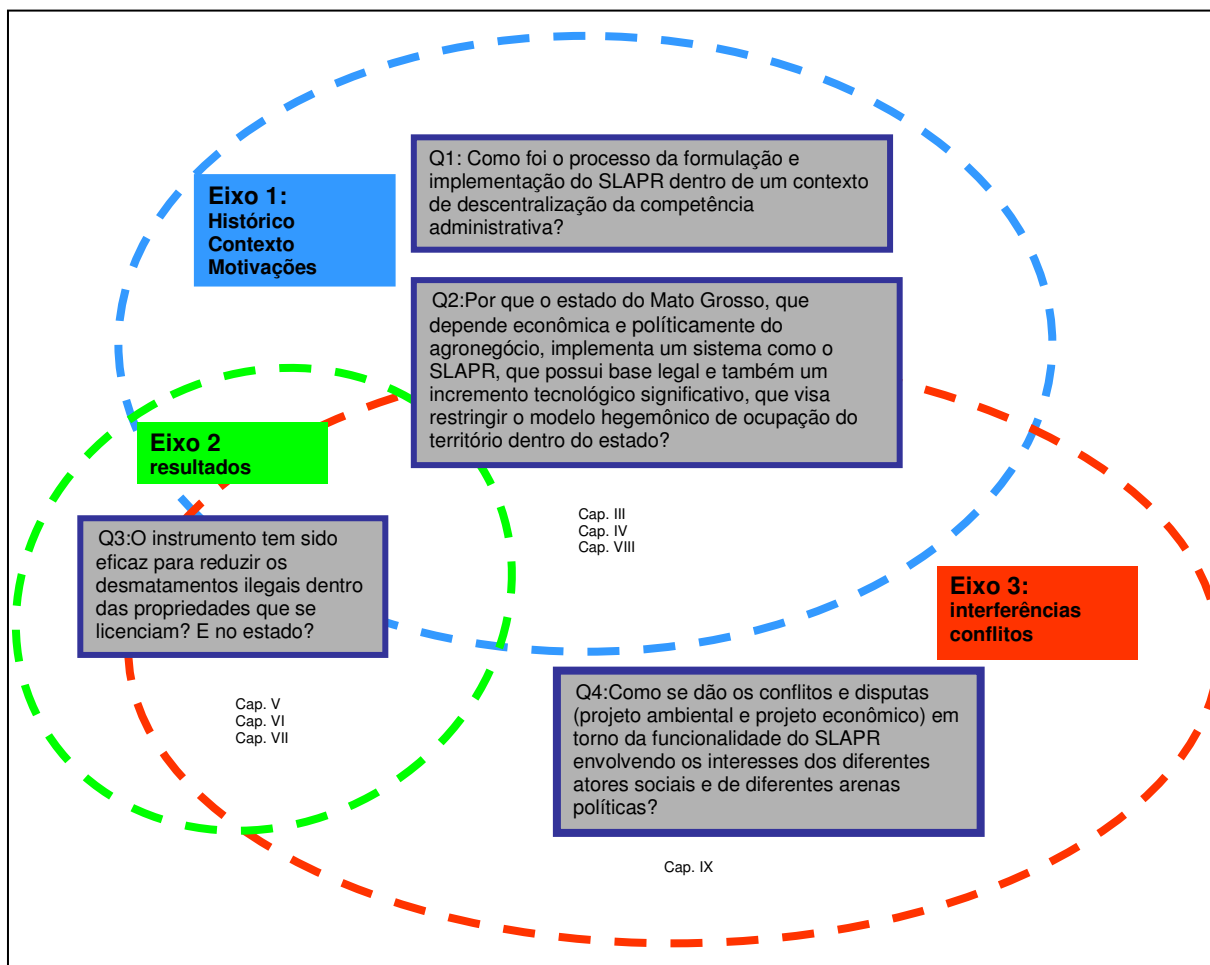 Q1: Como foi o processo da formulação e
implementação do SLAPR dentro de um contexto
de descentralização da competência
administrativa?
Eixo 1:
Histórico
Contexto
Motivações
Q2:Por que o estado do Mato Grosso, que
depende econômica e políticamente do
agronegócio, implementa um sistema como o
SLAPR, que possui base legal e também um
incremento tecnológico significativo, que visa
restringir o modelo hegemônico de ocupação do
território dentro do estado?
Eixo 2
resultados
Cap. III
Cap. IV
Cap. VIII
Q3:O instrumento tem sido
eficaz para reduzir os
desmatamentos ilegais dentro
das propriedades que se
licenciam? E no estado?
Eixo 3:
interferências
conflitos
Cap. V
Cap. VI
Cap. VII
Q4:Como se dão os conflitos e disputas
(projeto ambiental e projeto econômico) em
torno da funcionalidade do SLAPR
envolvendo os interesses dos diferentes
atores sociais e de diferentes arenas
políticas?
Cap. IX